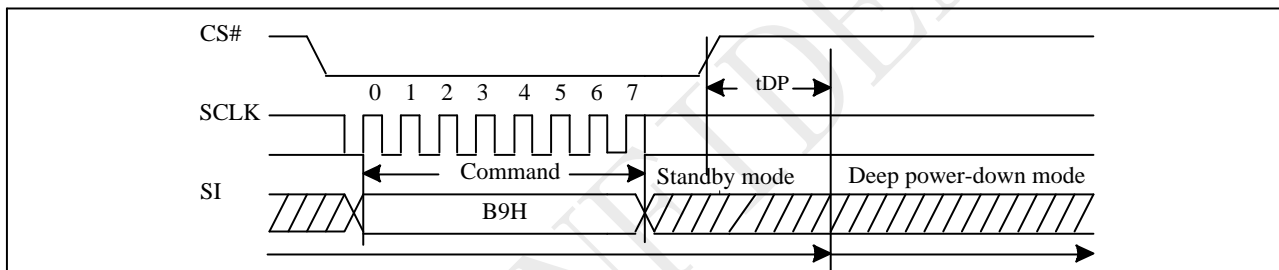 CS#
tDP
0 1 2 3 4 5 6 7
SCLK
Command
Standby mode
Deep power-down mode
SI
B9H